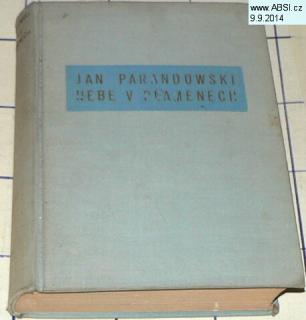 www.ABSI.cz
9.9.2014
JAN PARANDOWSKI
NEBE V PLAMENECH